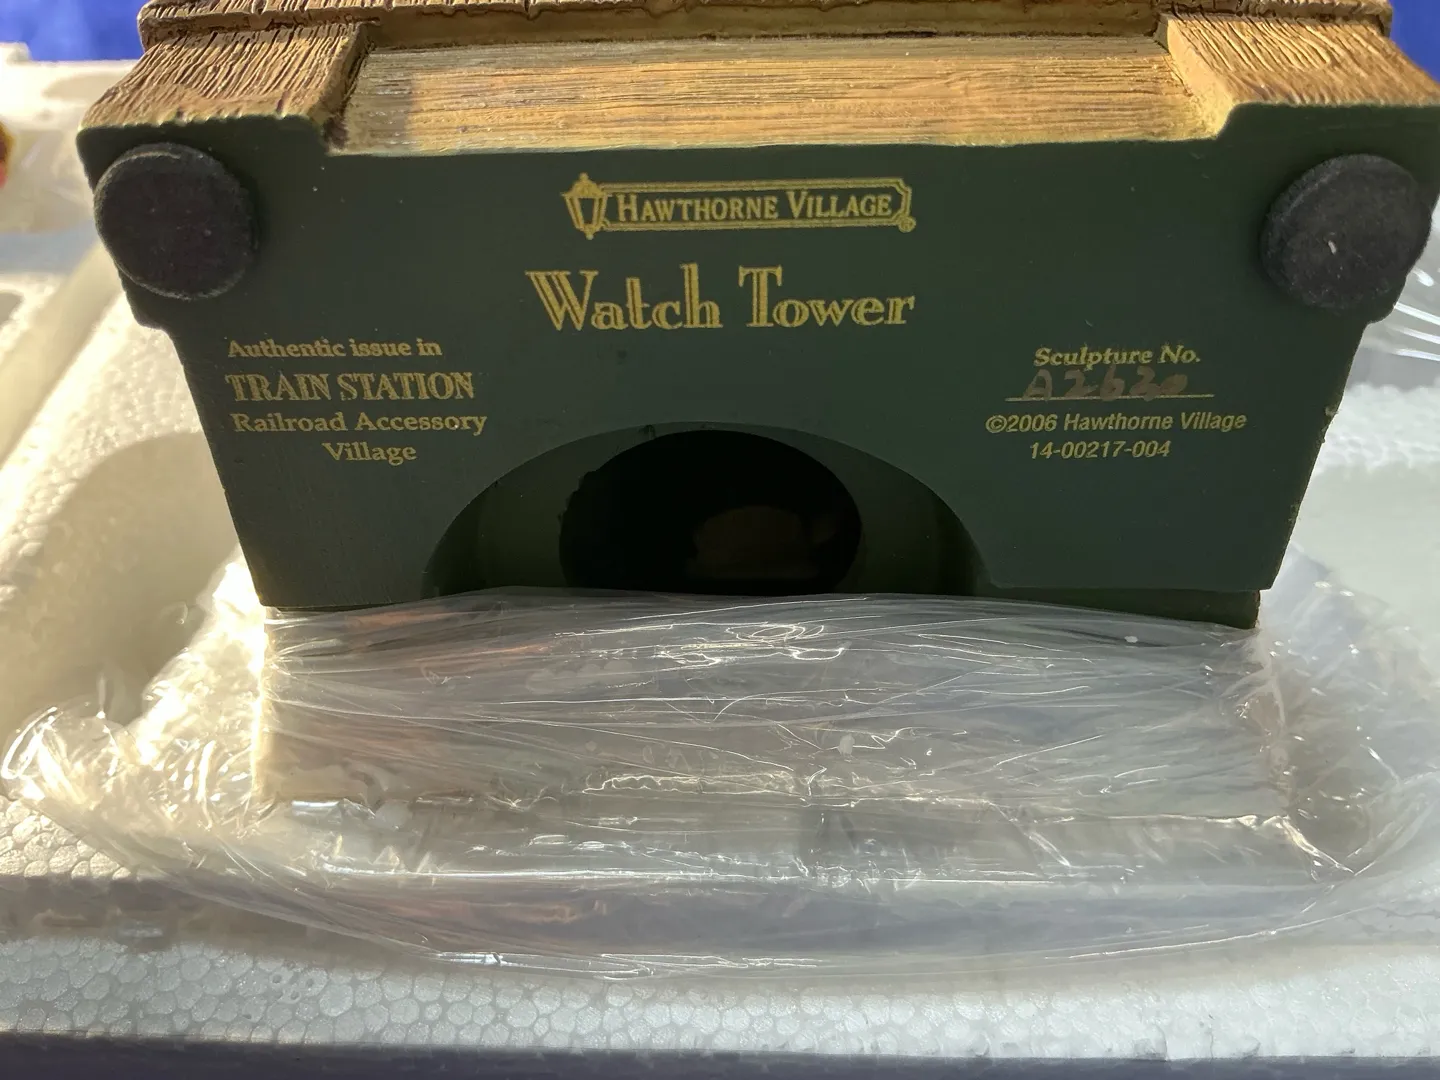 HAWTHORNE VILLAGE
Watch Tower
Authentic issue in
TRAIN STATION
Railroad Accessory
Village
Sculpture No.
A2620
©2006 Hawthorne Village
14-00217-004